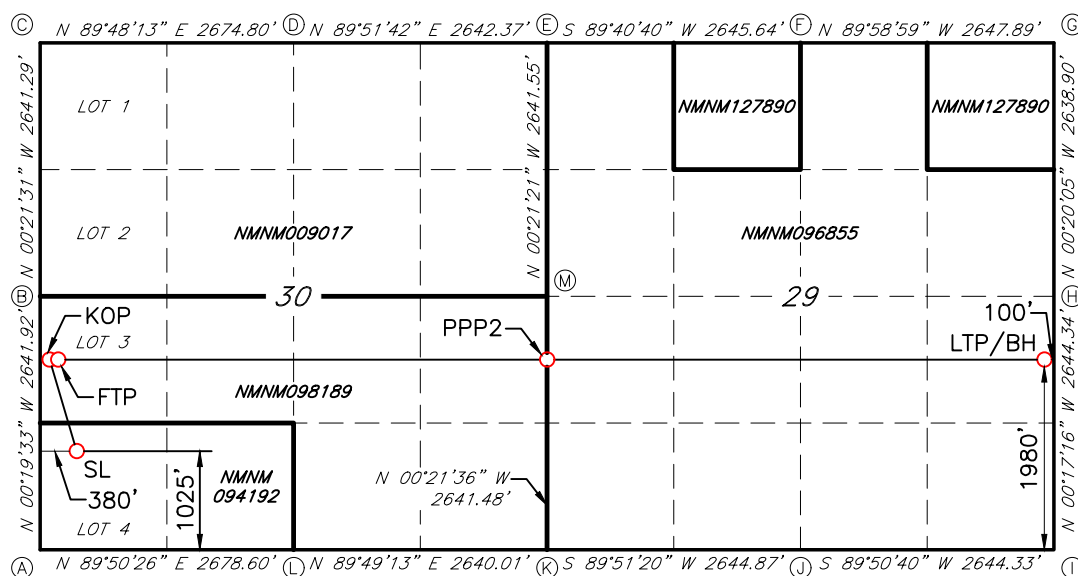 C N 89°48'13" E 2674.80' D N 89°51'42" E 2642.37' E S 89°40'40" W 2645.64' F N 89°58'59" W 2647.89' G
N 00°21'31" W 2641.29'
LOT 1
N 00°21'21" W 2641.55'
NMNM127890
NMNM127890
N 00°20'05" W 2638.90'
LOT 2
NMNM009017
NMNM096855
B
30
M
29
H
KOP
LOT 3
PPP2
100'
LTP/BH
FTP
NMNM098189
N 00°19'33" W 2641.92'
SL
380'
1025'
NMNM
094192
N 00°21'36" W
2641.48'
1980'
N 00°17'16" W 2644.34'
LOT 4
A N 89°50'26" E 2678.60' L N 89°49'13" E 2640.01' K S 89°51'20" W 2644.87' J S 89°50'40" W 2644.33' I